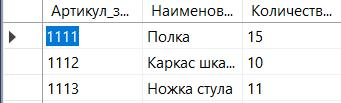 Артикул_з... Наименов... Количеств...
1111 Полка 15
1112 Каркас шка... 10
1113 Ножка стула 11